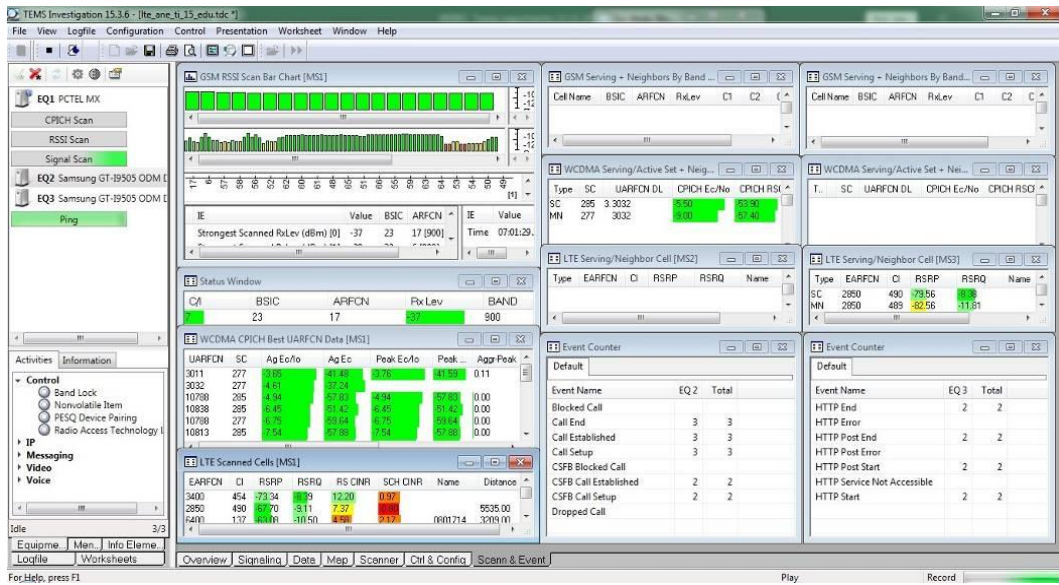 TEMS Investigation 15.3.6 - [lte_ane_ti_15_edu.tdc *]
File View Logfile Configuration Control Presentation Worksheet Window Help
EQ1 PCTEL MX
CPICH Scan
RSSI Scan
Signal Scan
EQ2 Samsung GT-I9505 ODM
EQ3 Samsung GT-I9505 ODM
Ping
Activities Information
Control
Band Lock
Nonvolatile Item
PESQ Device Pairing
Radio Access Technology
IP
Messaging
Video
Voice
Idle 3/3
Equipme... Men... Info Eleme...
Logfile Worksheets
GSM RSSI Scan Bar Chart [MS1]
[1]
IE Value BSIC ARFCN
Strongest Scanned RxLev (dBm) [0] -37 23 17 [900]
IE Value
Time 07:01:29.
Status Window
C/I BSIC ARFCN RxLev BAND
7 23 17 -37 900
WCDMA CPICH Best UARFCN Data [MS1]
UARFCN SC Ag Ec/Io Ag Ec Peak Ec/Io Peak ... Aggr-Peak
3011 277 -3.65 -41.48 -3.76 -41.59 0.11
3032 277 -4.61 -37.24
10788 285 -4.94 -57.83 -4.94 -57.83 0.00
10838 285 -6.45 -51.42 -6.45 -51.42 0.00
10788 277 -6.75 -59.64 -6.75 -59.64 0.00
10813 285 -7.54 -57.88 -7.54 -57.88 0.00
LTE Scanned Cells [MS1]
EARFCN CI RSRP RSRQ RS CINR SCH CINR Name Distance
3400 454 -73.34 -8.39 12.20 0.97
2850 490 -67.70 -9.11 7.37 5535.00
6400 137 -63.08 -10.50 4.58 2.17 0801714 3209.00
GSM Serving + Neighbors By Band...
Cell Name BSIC ARFCN RxLev C1 C2
WCDMA Serving/Active Set + Neig...
Type SC UARFCN DL CPICH Ec/No CPICH RS
SC 285 3.3032 -5.50 -53.90
MN 277 3032 -9.00 -57.40
LTE Serving/Neighbor Cell [MS2]
Type EARFCN CI RSRP RSRQ Name
Event Counter
Default
Event Name EQ 2 Total
Blocked Call
Call End 3 3
Call Established 3 3
Call Setup 3 3
CSFB Blocked Call
CSFB Call Established 2 2
CSFB Call Setup 2 2
Dropped Call
GSM Serving + Neighbors By Band...
Cell Name BSIC ARFCN RxLev C1 C2 C
WCDMA Serving/Active Set + Nei...
T.. SC UARFCN DL CPICH Ec/No CPICH RSCP
LTE Serving/Neighbor Cell [MS3]
Type EARFCN CI RSRP RSRQ Name
SC 2850 490 -79.56
MN 2850 489 -82.56 -11.81
Event Counter
Default
Event Name EQ 3 Total
HTTP End 2 2
HTTP Error
HTTP Post End 2 2
HTTP Post Error
HTTP Post Start 2 2
HTTP Service Not Accessible
HTTP Start 2 2
Overview Signaling Data Map Scanner Ctrl & Config Scann & Event
For Help, press F1 Play Record